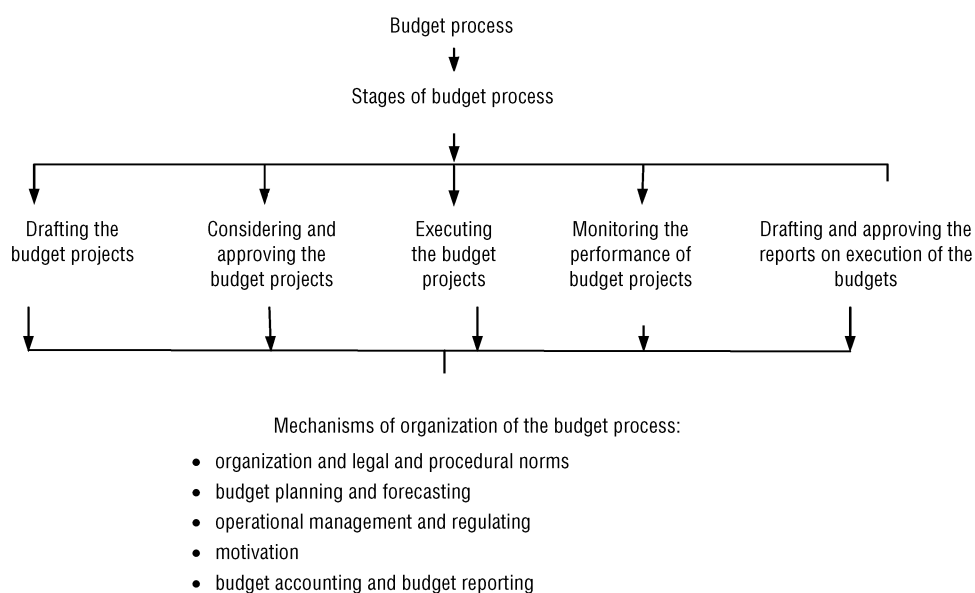 Budget process
Stages of budget process
Drafting the
budget projects
Considering and
approving the
budget projects
Executing
the budget
projects
Monitoring the
performance of
budget projects
Drafting and approving the
reports on execution of the
budgets
Mechanisms of organization of the budget process:
• organization and legal and procedural norms
• budget planning and forecasting
• operational management and regulating
• motivation
• budget accounting and budget reporting